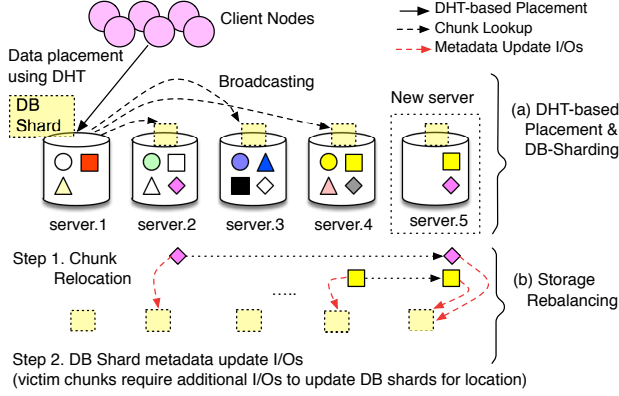 Client Nodes
DHT-based Placement
Chunk Lookup
Metadata Update I/Os
Data placement
using DHT
Broadcasting
DB
Shard
New server
(a) DHT-based
Placement &
DB-Sharding
server.1
server.2
server.3
server.4
server.5
Step 1. Chunk
Relocation
.....
(b) Storage
Rebalancing
Step 2. DB Shard metadata update I/Os
(victim chunks require additional I/Os to update DB shards for location)